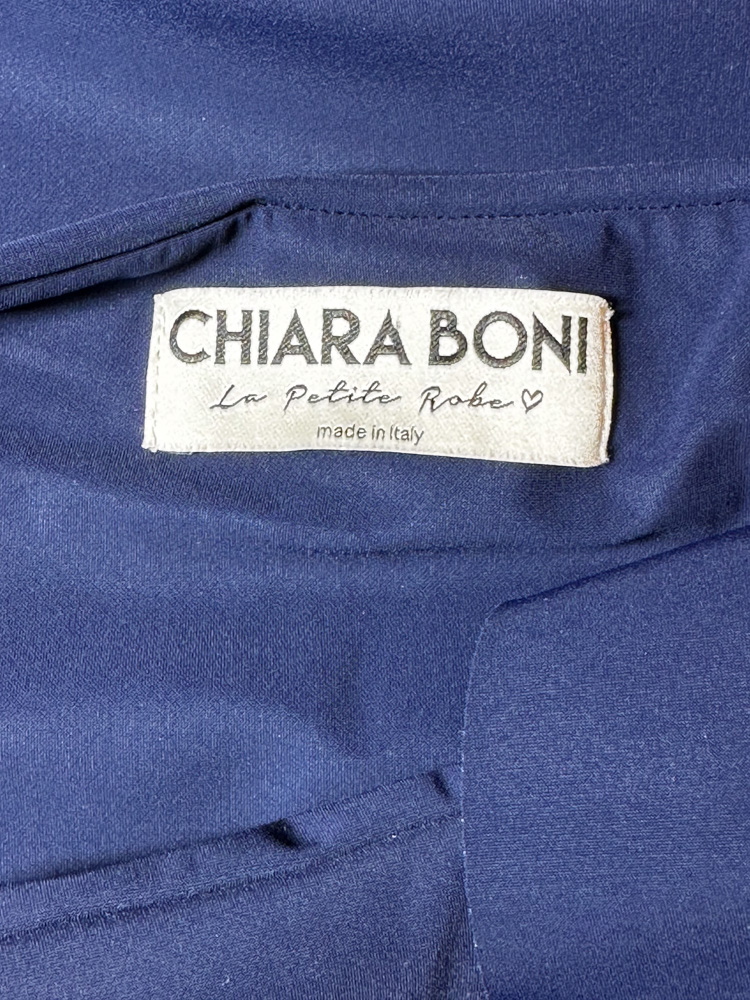 CHIARA BONI
La Petite Robe♡
made in Italy